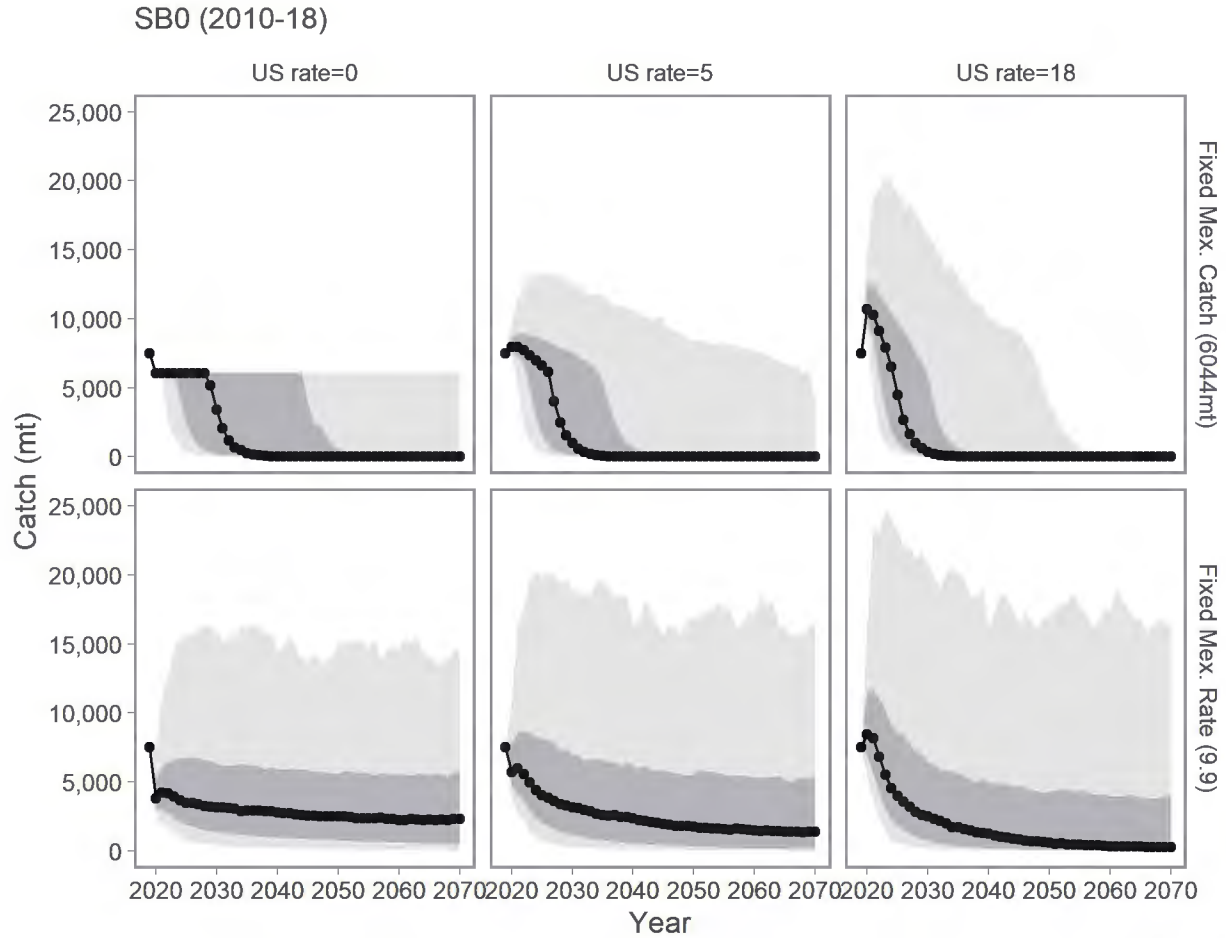 SB0 (2010-18)
US rate=0 US rate=5 US rate=18
25,000
20,000
15,000
10,000
5,000
0
Fixed Mex. Catch (6044mt)
Catch (mt)
25,000
20,000
15,000
10,000
5,000
0
Fixed Mex. Rate (9.9)
2020 2030 2040 2050 2060 2070 2020 2030 2040 2050 2060 2070 2020 2030 2040 2050 2060 2070
Year